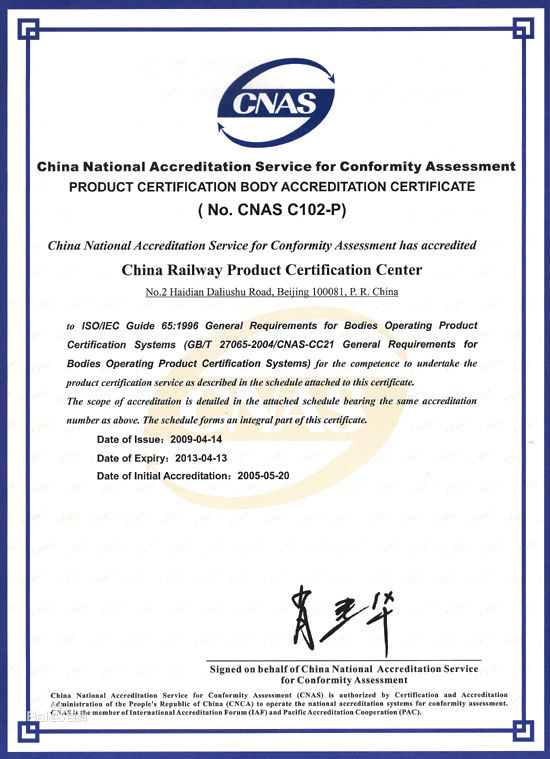 CNAS
China National Accreditation Service for Conformity Assessment
PRODUCT CERTIFICATION BODY ACCREDITATION CERTIFICATE
( No. CNAS C102-P)
China National Accreditation Service for Conformity Assessment has accredited
China Railway Product Certification Center
No.2 Haidian Daliushu Road, Beijing 100081, P. R. China
to ISO/IEC Guide 65:1996 General Requirements for Bodies Operating Product
Certification Systems (GB/T 27065-2004/CNAS-CC21 General Requirements for
Bodies Operating Product Certification Systems) for the competence to undertake the
product certification service as described in the schedule attached to this certificate.
The scope of accreditation is detailed in the attached schedule bearing the same accreditation
number as above. The schedule forms an integral part of this certificate.
Date of Issue：2009-04-14
Date of Expiry：2013-04-13
Date of Initial Accreditation：2005-05-20
CNAS
肖建华
Signed on behalf of China National Accreditation Service
for Conformity Assessment
China National Accreditation Service for Conformity Assessment (CNAS) is authorized by Certification and Accreditation
Administration of the People's Republic of China (CNCA) to operate the national accreditation systems for conformity assessment.
CNAS is the member of International Accreditation Forum (IAF) and Pacific Accreditation Cooperation (PAC).